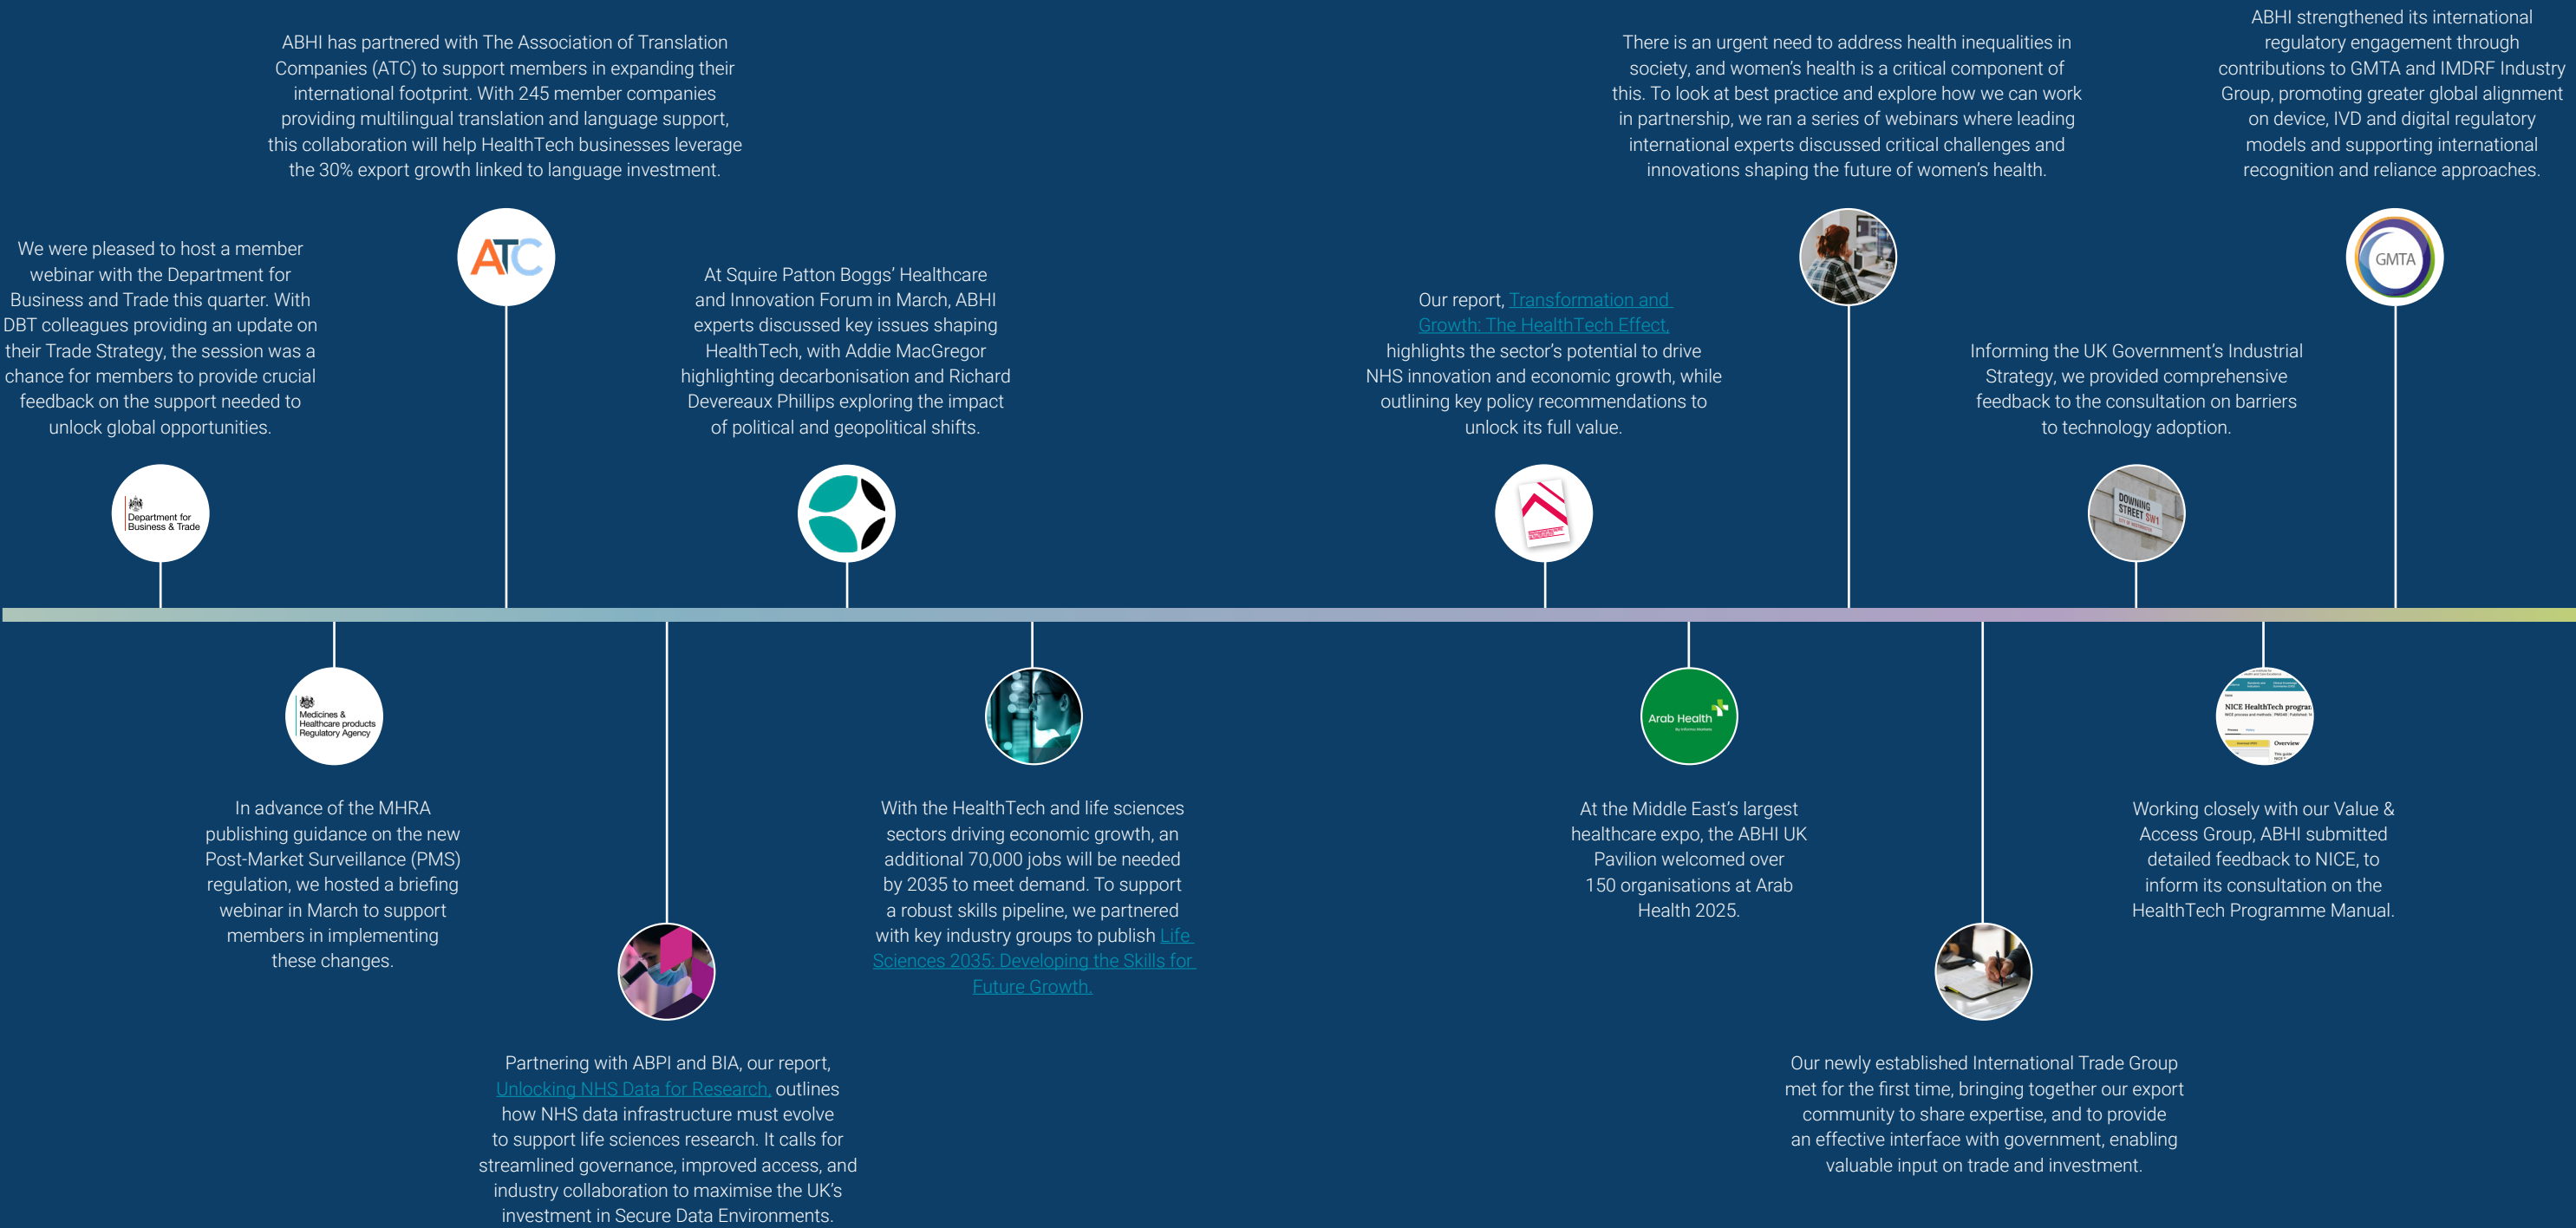 ABHI has partnered with The Association of Translation
Companies (ATC) to support members in expanding their
international footprint. With 245 member companies
providing multilingual translation and language support,
this collaboration will help HealthTech businesses leverage
the 30% export growth linked to language investment.
There is an urgent need to address health inequalities in
society, and women's health is a critical component of
this. To look at best practice and explore how we can work
in partnership, we ran a series of webinars where leading
international experts discussed critical challenges and
innovations shaping the future of women's health.
ABHI strengthened its international
regulatory engagement through
contributions to GMTA and IMDRF Industry
Group, promoting greater global alignment
on device, IVD and digital regulatory
models and supporting international
recognition and reliance approaches.
We were pleased to host a member
webinar with the Department for
Business and Trade this quarter. With
DBT colleagues providing an update on
their Trade Strategy, the session was a
chance for members to provide crucial
feedback on the support needed to
unlock global opportunities.
ATC
At Squire Patton Boggs' Healthcare
and Innovation Forum in March, ABHI
experts discussed key issues shaping
HealthTech, with Addie MacGregor
highlighting decarbonisation and Richard
Devereaux Phillips exploring the impact
of political and geopolitical shifts.
Our report, Transformation and
Growth: The HealthTech Effect,
highlights the sector's potential to drive
NHS innovation and economic growth, while
outlining key policy recommendations to
unlock its full value.
Informing the UK Government's Industrial
Strategy, we provided comprehensive
feedback to the consultation on barriers
to technology adoption.
GMTA
Department for
Business & Trade
DOWNING
STREET SW1
CITY OF WESTMINSTER
Medicines &
Healthcare products
Regulatory Agency
Arab Health
By Informa Markets
NICE HealthTech program
Overview
In advance of the MHRA
publishing guidance on the new
Post-Market Surveillance (PMS)
regulation, we hosted a briefing
webinar in March to support
members in implementing
these changes.
With the HealthTech and life sciences
sectors driving economic growth, an
additional 70,000 jobs will be needed
by 2035 to meet demand. To support
a robust skills pipeline, we partnered
with key industry groups to publish Life
Sciences 2035: Developing the Skills for
Future Growth.
At the Middle East's largest
healthcare expo, the ABHI UK
Pavilion welcomed over
150 organisations at Arab
Health 2025.
Working closely with our Value &
Access Group, ABHI submitted
detailed feedback to NICE, to
inform its consultation on the
HealthTech Programme Manual.
Partnering with ABPI and BIA, our report,
Unlocking NHS Data for Research, outlines
how NHS data infrastructure must evolve
to support life sciences research. It calls for
streamlined governance, improved access, and
industry collaboration to maximise the UK's
investment in Secure Data Environments.
Our newly established International Trade Group
met for the first time, bringing together our export
community to share expertise, and to provide
an effective interface with government, enabling
valuable input on trade and investment.